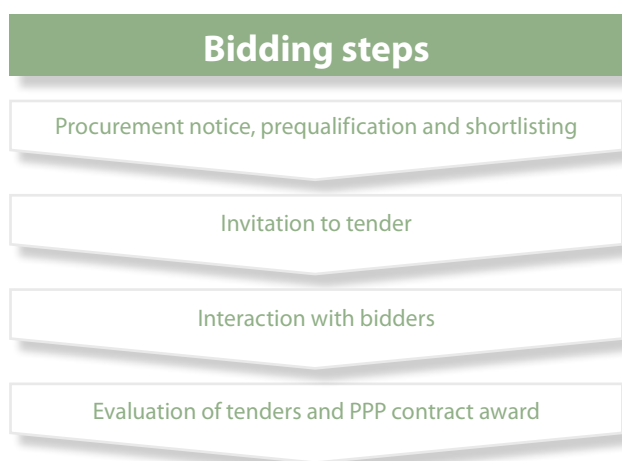 Bidding steps
Procurement notice, prequalification and shortlisting
Invitation to tender
Interaction with bidders
Evaluation of tenders and PPP contract award